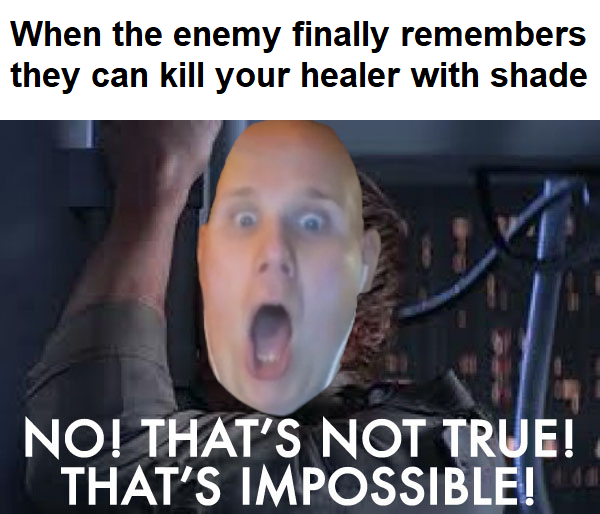 When the enemy finally remembers
they can kill your healer with shade
NO! THAT'S NOT TRUE!
THAT'S IMPOSSIBLE!